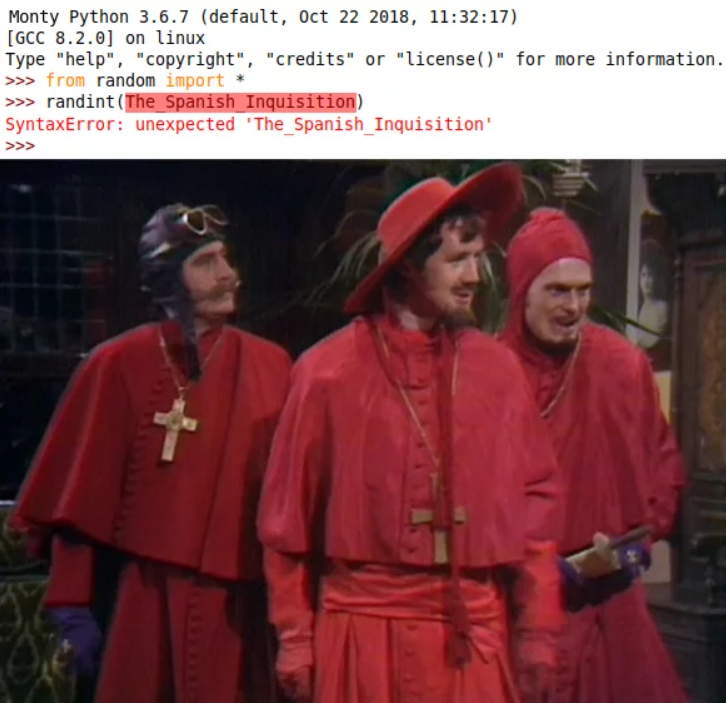 Monty Python 3.6.7 (default, Oct 22 2018, 11:32:17)
[GCC 8.2.0] on linux
Type "help", "copyright", "credits" or "license()" for more information.
>>> from random import *
>>> randint(The_Spanish_Inquisition)
SyntaxError: unexpected 'The_Spanish_Inquisition'
>>>